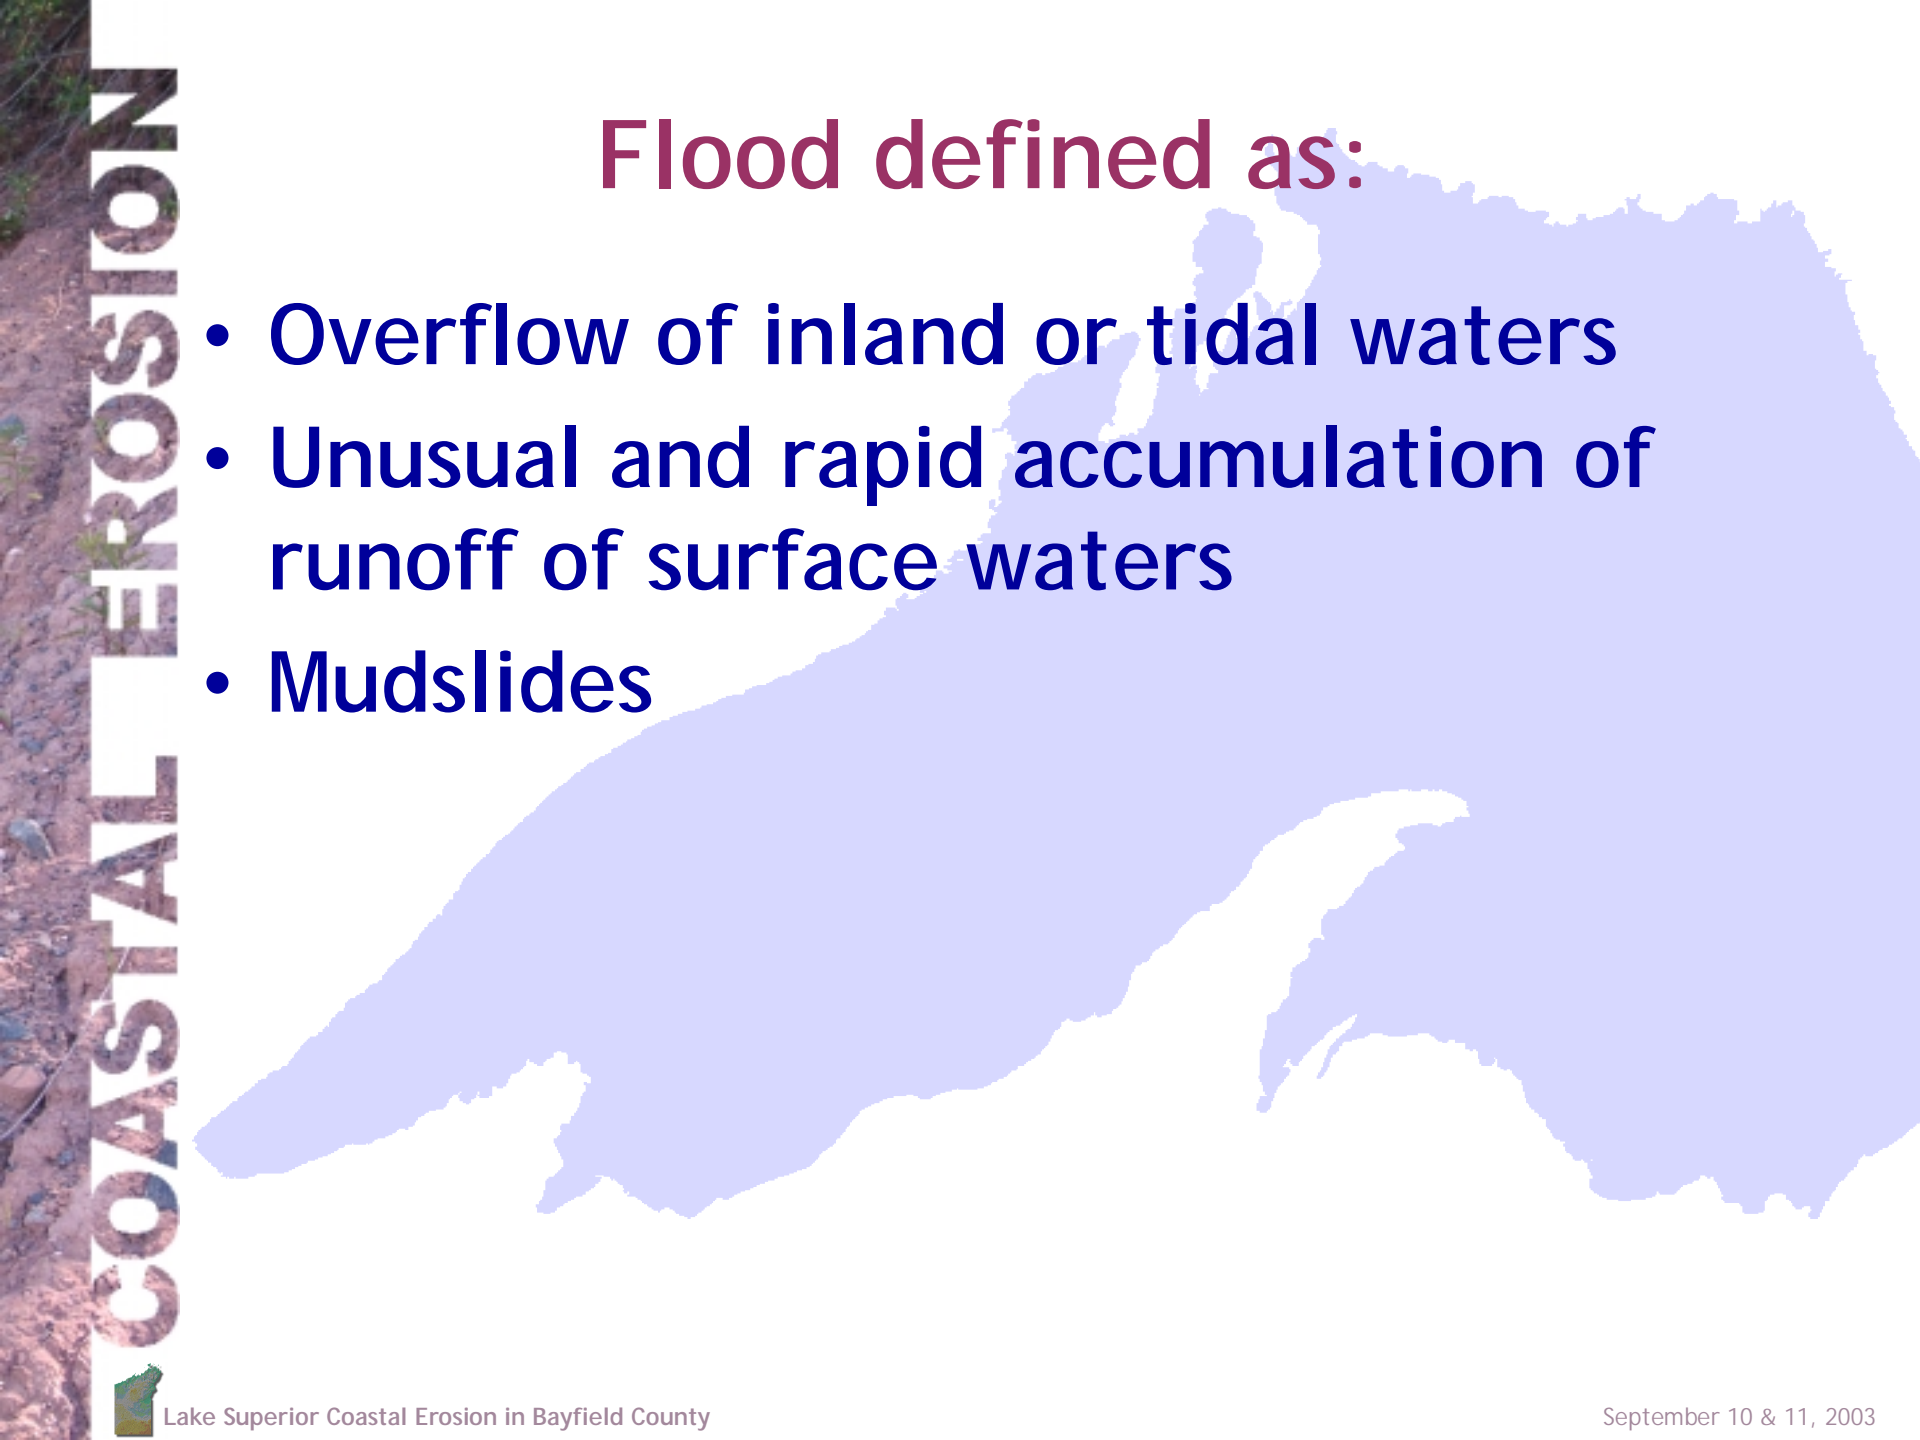 COASTAL EROSION
Flood defined as:
• Overflow of inland or tidal waters
• Unusual and rapid accumulation of
runoff of surface waters
• Mudslides
Lake Superior Coastal Erosion in Bayfield County
September 10 & 11, 2003